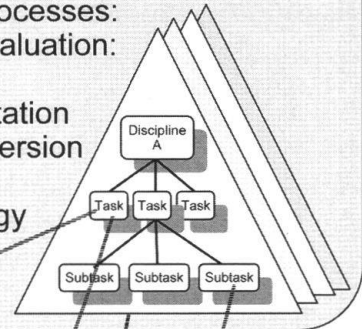 ocesses:
aluation:
tation
ersion
gy
Discipline
A
Task Task Task
Subtask Subtask Subtask